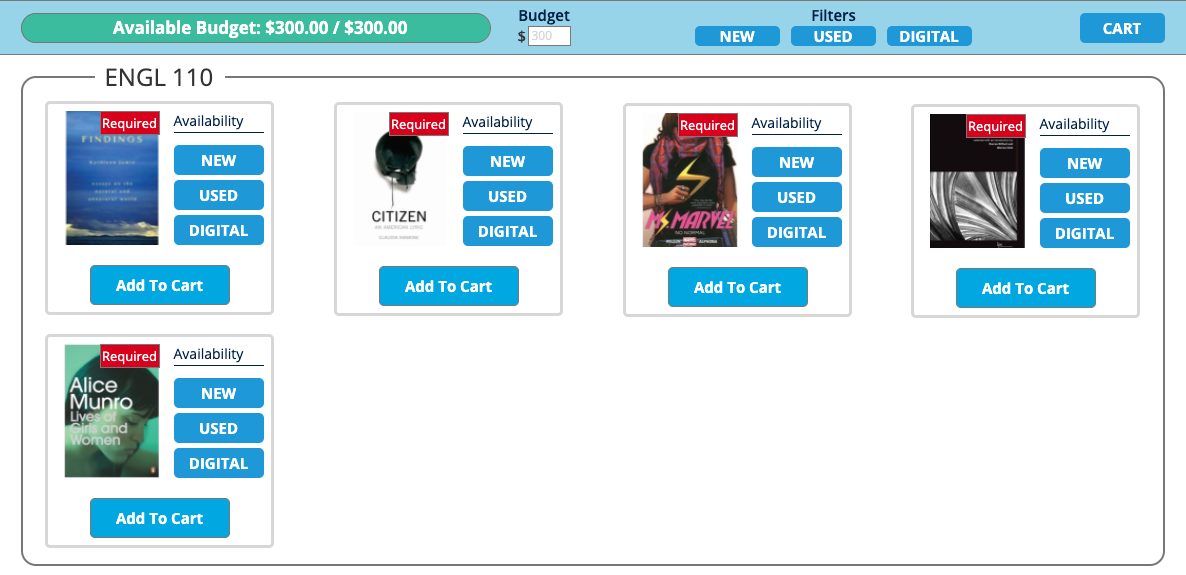 Available Budget: $300.00 / $300.00
Budget
$ 300
Filters
NEW USED DIGITAL
CART
ENGL 110
Required
FINDINGS
Kathleen Jamie
essays on the
natural and
unnatural world
Availability
NEW
USED
DIGITAL
Add To Cart
Required
CITIZEN
AN AMERICAN LYRIC
CLAUDIA RANKINE
Availability
NEW
USED
DIGITAL
Add To Cart
Required
MS. MARVEL
NO NORMAL
WILSON ALPHONA
Availability
NEW
USED
DIGITAL
Add To Cart
Required
Availability
NEW
USED
DIGITAL
Add To Cart
Required
Alice
Munro
Lives of
Girls and
Women
Availability
NEW
USED
DIGITAL
Add To Cart